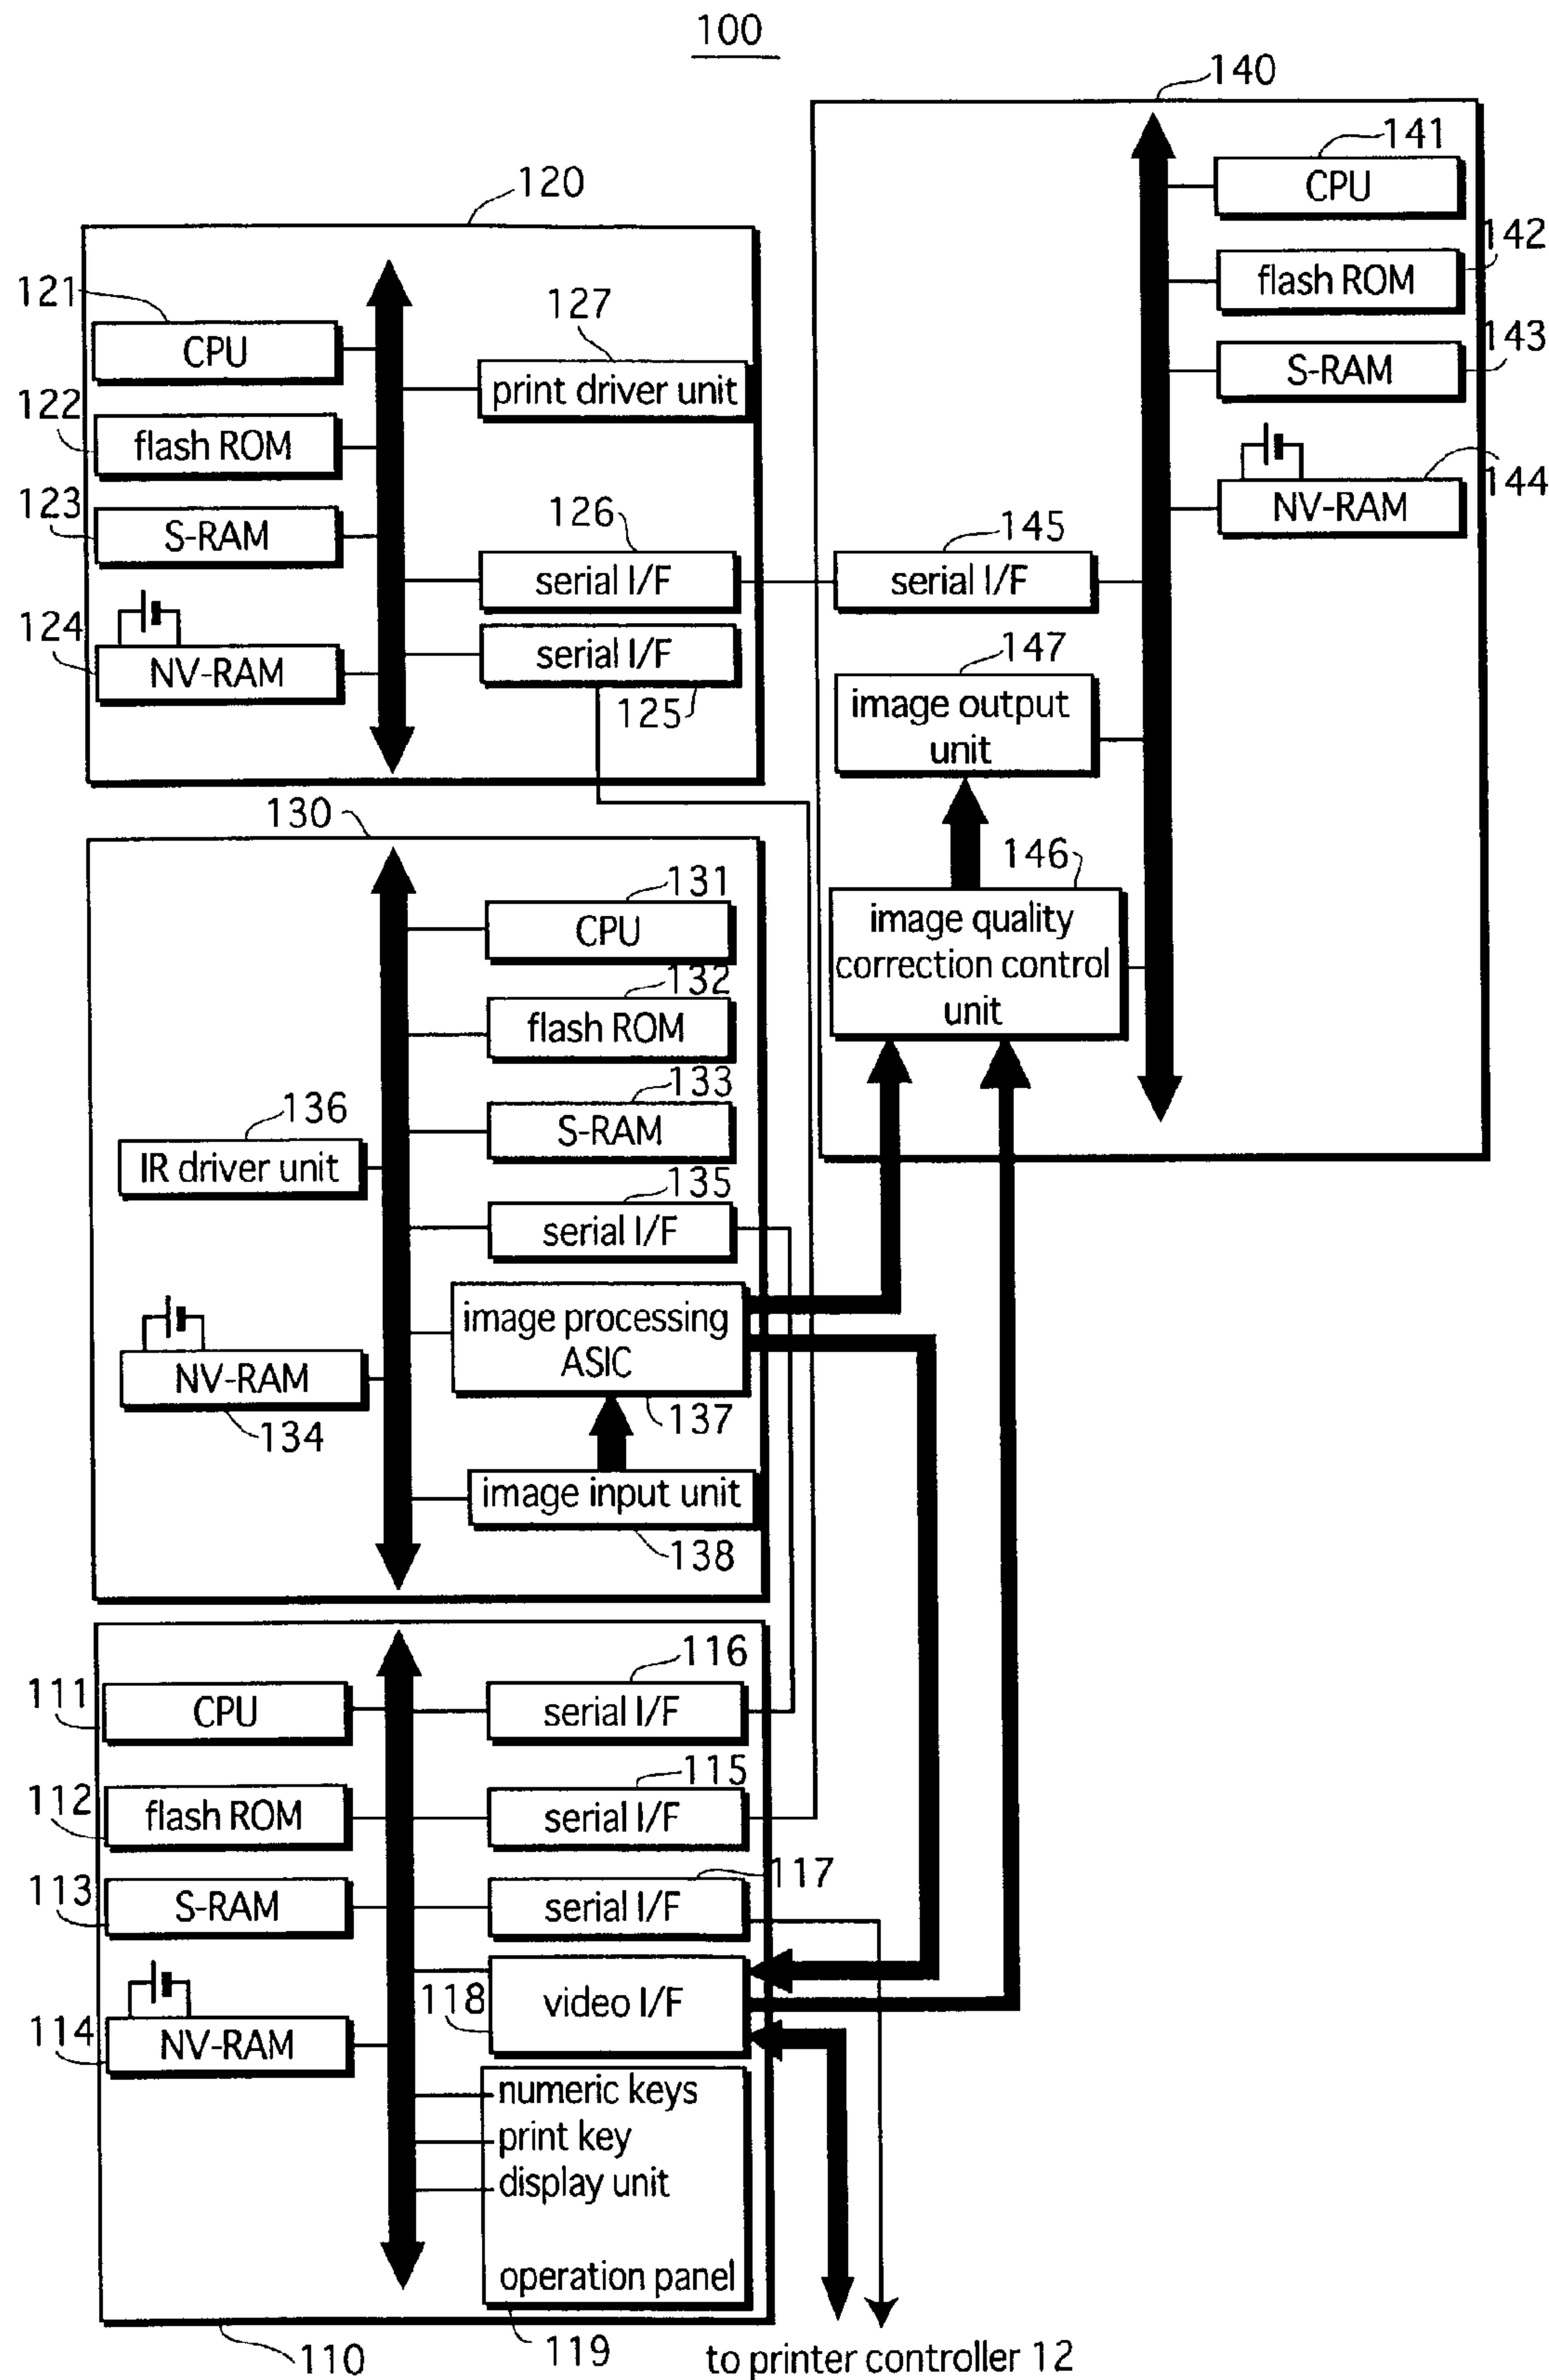 100
140
141
CPU
142
flash ROM
143
S-RAM
144
NV-RAM
145
serial I/F
147
image output
unit
146
image quality
correction control
unit
120
121
CPU
127
print driver unit
122
flash ROM
123
S-RAM
126
serial I/F
124
NV-RAM
serial I/F
125
130
131
CPU
132
flash ROM
133
S-RAM
136
IR driver unit
135
serial I/F
image processing
ASIC
137
NV-RAM
134
image input unit
138
116
111
CPU
serial I/F
115
112
flash ROM
serial I/F
117
113
S-RAM
serial I/F
118
video I/F
114
NV-RAM
numeric keys
print key
display unit
operation panel
110
119
to printer controller 12